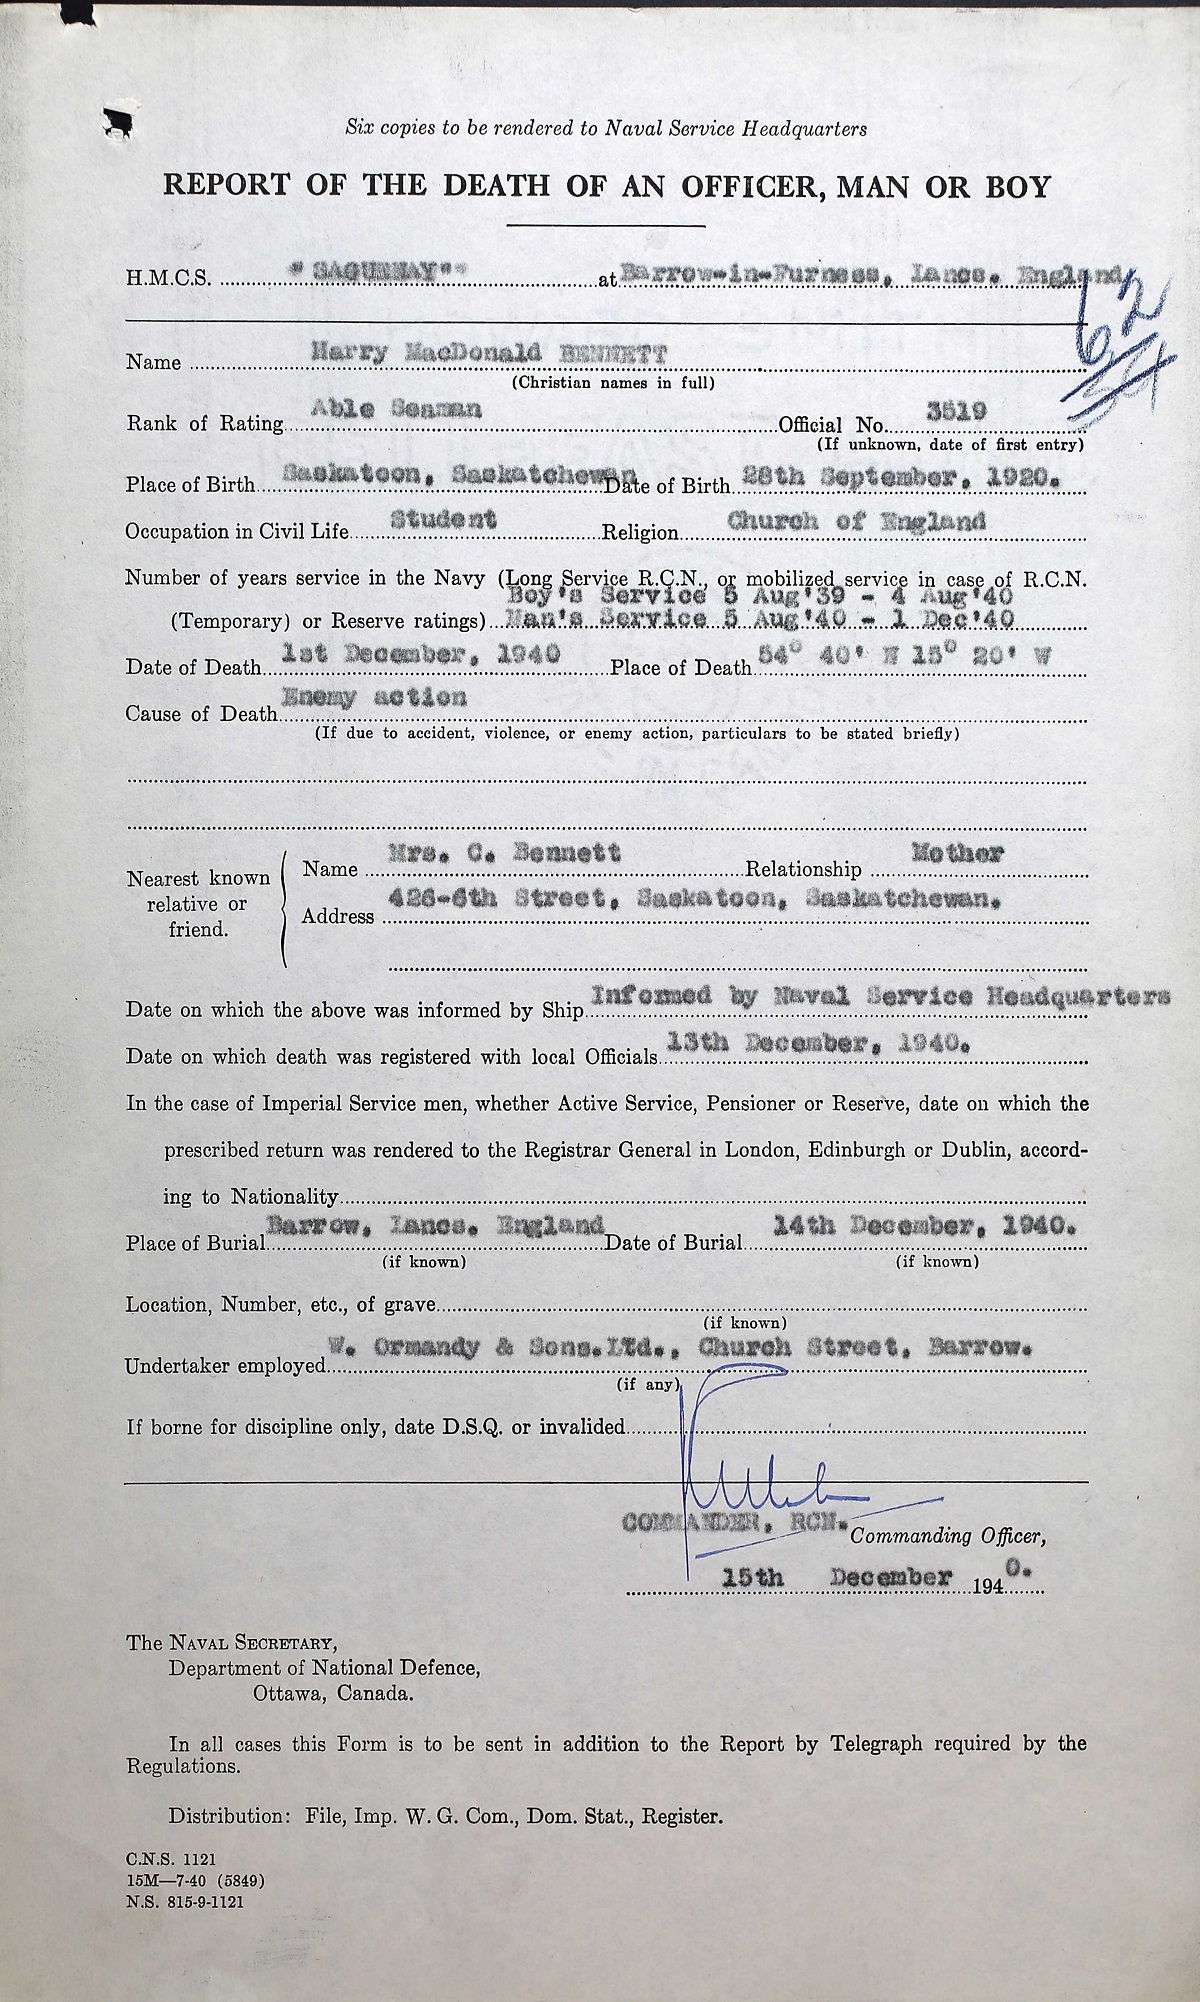 Six copies to be rendered to Naval Service Headquarters
REPORT OF THE DEATH OF AN OFFICER, MAN OR BOY
H.M.C.S. "SAGUENAY" at Barrow-in-Furness, Lancs. England
62
54
Name Harry MacDonald BENNETT
(Christian names in full)
Rank of Rating Able Seaman Official No. 3519
(If unknown, date of first entry)
Place of Birth Saskatoon, Saskatchewan Date of Birth 28th September, 1920.
Occupation in Civil Life Student Religion Church of England
Number of years service in the Navy (Long Service R.C.N., or mobilized service in case of R.C.N.
Boy's Service 5 Aug'39 - 4 Aug'40
(Temporary) or Reserve ratings) Man's Service 5 Aug'40 - 1 Dec'40
Date of Death 1st December, 1940 Place of Death 54° 40' N 15° 20' W
Cause of Death Enemy action
(If due to accident, violence, or enemy action, particulars to be stated briefly)
Nearest known relative or friend.
Name Mrs. C. Bennett Relationship Mother
Address 426-6th Street, Saskatoon, Saskatchewan.
Date on which the above was informed by Ship Informed by Naval Service Headquarters
Date on which death was registered with local Officials 13th December, 1940.
In the case of Imperial Service men, whether Active Service, Pensioner or Reserve, date on which the
prescribed return was rendered to the Registrar General in London, Edinburgh or Dublin, accord-
ing to Nationality
Place of Burial Barrow, Lancs. England Date of Burial 14th December, 1940.
(if known) (if known)
Location, Number, etc., of grave
(if known)
Undertaker employed W. Ormandy & Sons.Ltd., Church Street, Barrow.
(if any)
If borne for discipline only, date D.S.Q. or invalided
COMMANDER, RCN. Commanding Officer,
15th December 1940.
The NAVAL SECRETARY,
Department of National Defence,
Ottawa, Canada.
In all cases this Form is to be sent in addition to the Report by Telegraph required by the
Regulations.
Distribution: File, Imp. W. G. Com., Dom. Stat., Register.
C.N.S. 1121
15M—7-40 (5849)
N.S. 815-9-1121